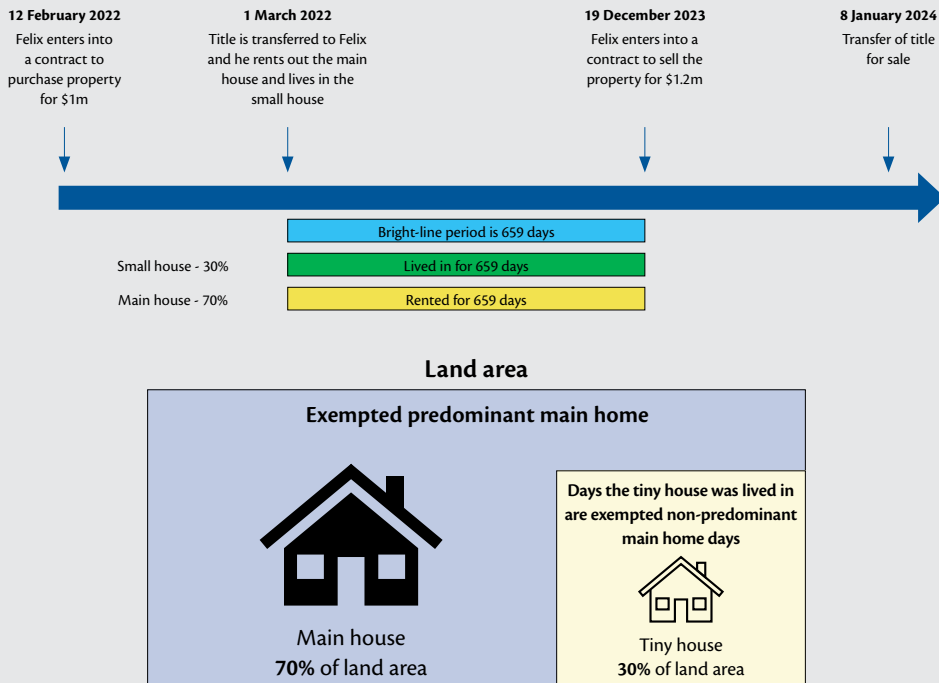 12 February 2022
Felix enters into
a contract to
purchase property
for $1m
1 March 2022
Title is transferred to Felix
and he rents out the main
house and lives in the
small house
19 December 2023
Felix enters into a
contract to sell the
property for $1.2m
8 January 2024
Transfer of title
for sale
Bright-line period is 659 days
Small house - 30%
Lived in for 659 days
Main house - 70%
Rented for 659 days
Land area
Exempted predominant main home
Main house
70% of land area
Days the tiny house was lived in
are exempted non-predominant
main home days
Tiny house
30% of land area